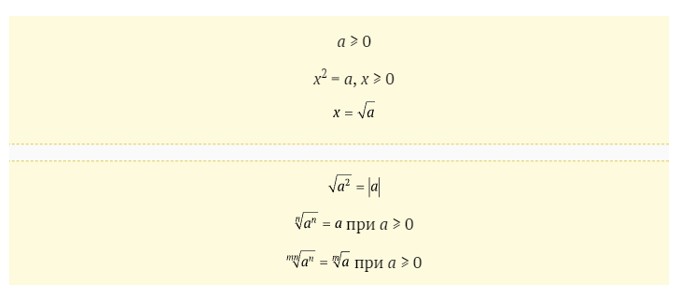 a ⩾ 0
x² = a, x ⩾ 0
x = √a
√a² = |a|
ⁿ√aⁿ = a при a ⩾ 0
ᵐⁿ√aⁿ = ᵐ√a при a ⩾ 0